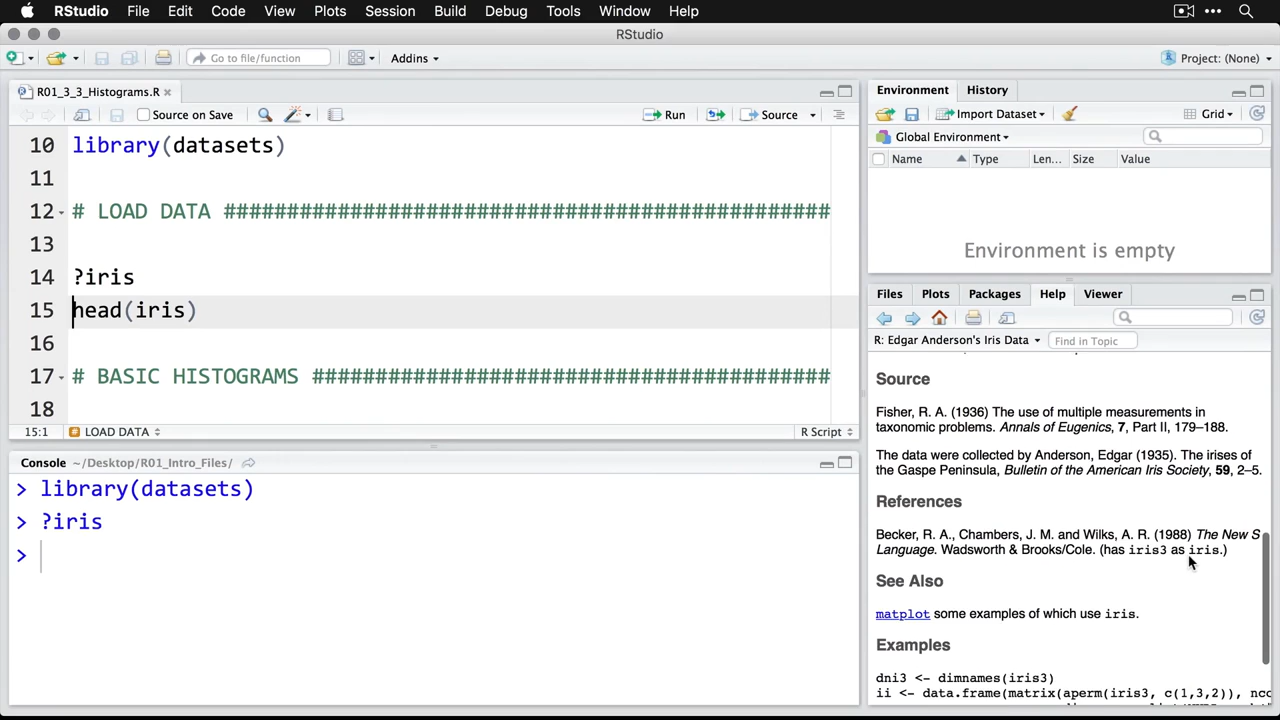 RStudio File Edit Code View Plots Session Build Debug Tools Window Help
RStudio
Go to file/function Addins Project: (None)
R01_3_3_Histograms.R
Source on Save Run Source
10 library(datasets)
11
12 # LOAD DATA ################################################
13
14 ?iris
15 head(iris)
16
17 # BASIC HISTOGRAMS #########################################
18
15:1 LOAD DATA R Script
Console ~/Desktop/R01_Intro_Files/
> library(datasets)
> ?iris
>
Environment History
Import Dataset Grid
Global Environment
Name Type Len... Size Value
Environment is empty
Files Plots Packages Help Viewer
R: Edgar Anderson's Iris Data Find in Topic
Source
Fisher, R. A. (1936) The use of multiple measurements in
taxonomic problems. Annals of Eugenics, 7, Part II, 179–188.
The data were collected by Anderson, Edgar (1935). The irises of
the Gaspe Peninsula, Bulletin of the American Iris Society, 59, 2–5.
References
Becker, R. A., Chambers, J. M. and Wilks, A. R. (1988) The New S
Language. Wadsworth & Brooks/Cole. (has iris3 as iris.)
See Also
matplot some examples of which use iris.
Examples
dni3 <- dimnames(iris3)
ii <- data.frame(matrix(aperm(iris3, c(1,3,2)), ncc